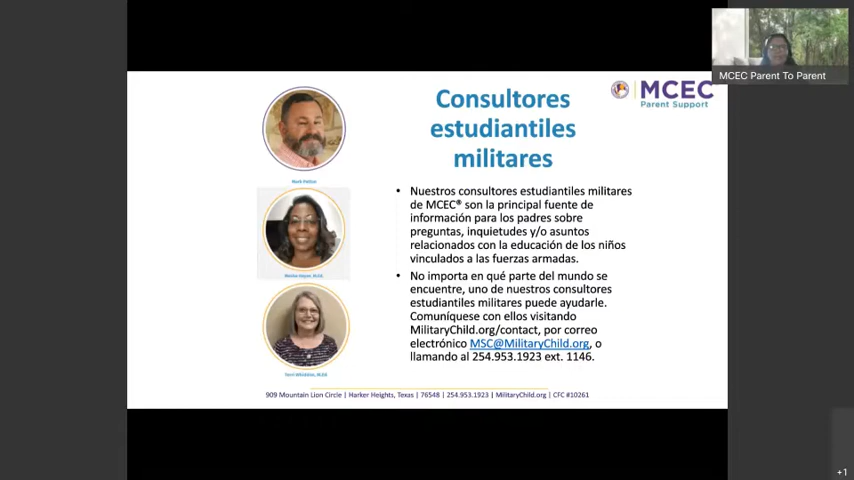 MCEC Parent To Parent
MCEC
Parent Support
Consultores
estudiantiles
militares
• Nuestros consultores estudiantiles militares
de MCEC® son la principal fuente de
información para los padres sobre
preguntas, inquietudes y/o asuntos
relacionados con la educación de los niños
vinculados a las fuerzas armadas.
• No importa en qué parte del mundo se
encuentre, uno de nuestros consultores
estudiantiles militares puede ayudarle.
Comuníquese con ellos visitando
MilitaryChild.org/contact, por correo
electrónico MSC@MilitaryChild.org, o
llamando al 254.953.1923 ext. 1146.
909 Mountain Lion Circle | Harker Heights, Texas | 76548 | 254.953.1923 | MilitaryChild.org | CFC #10261
+1